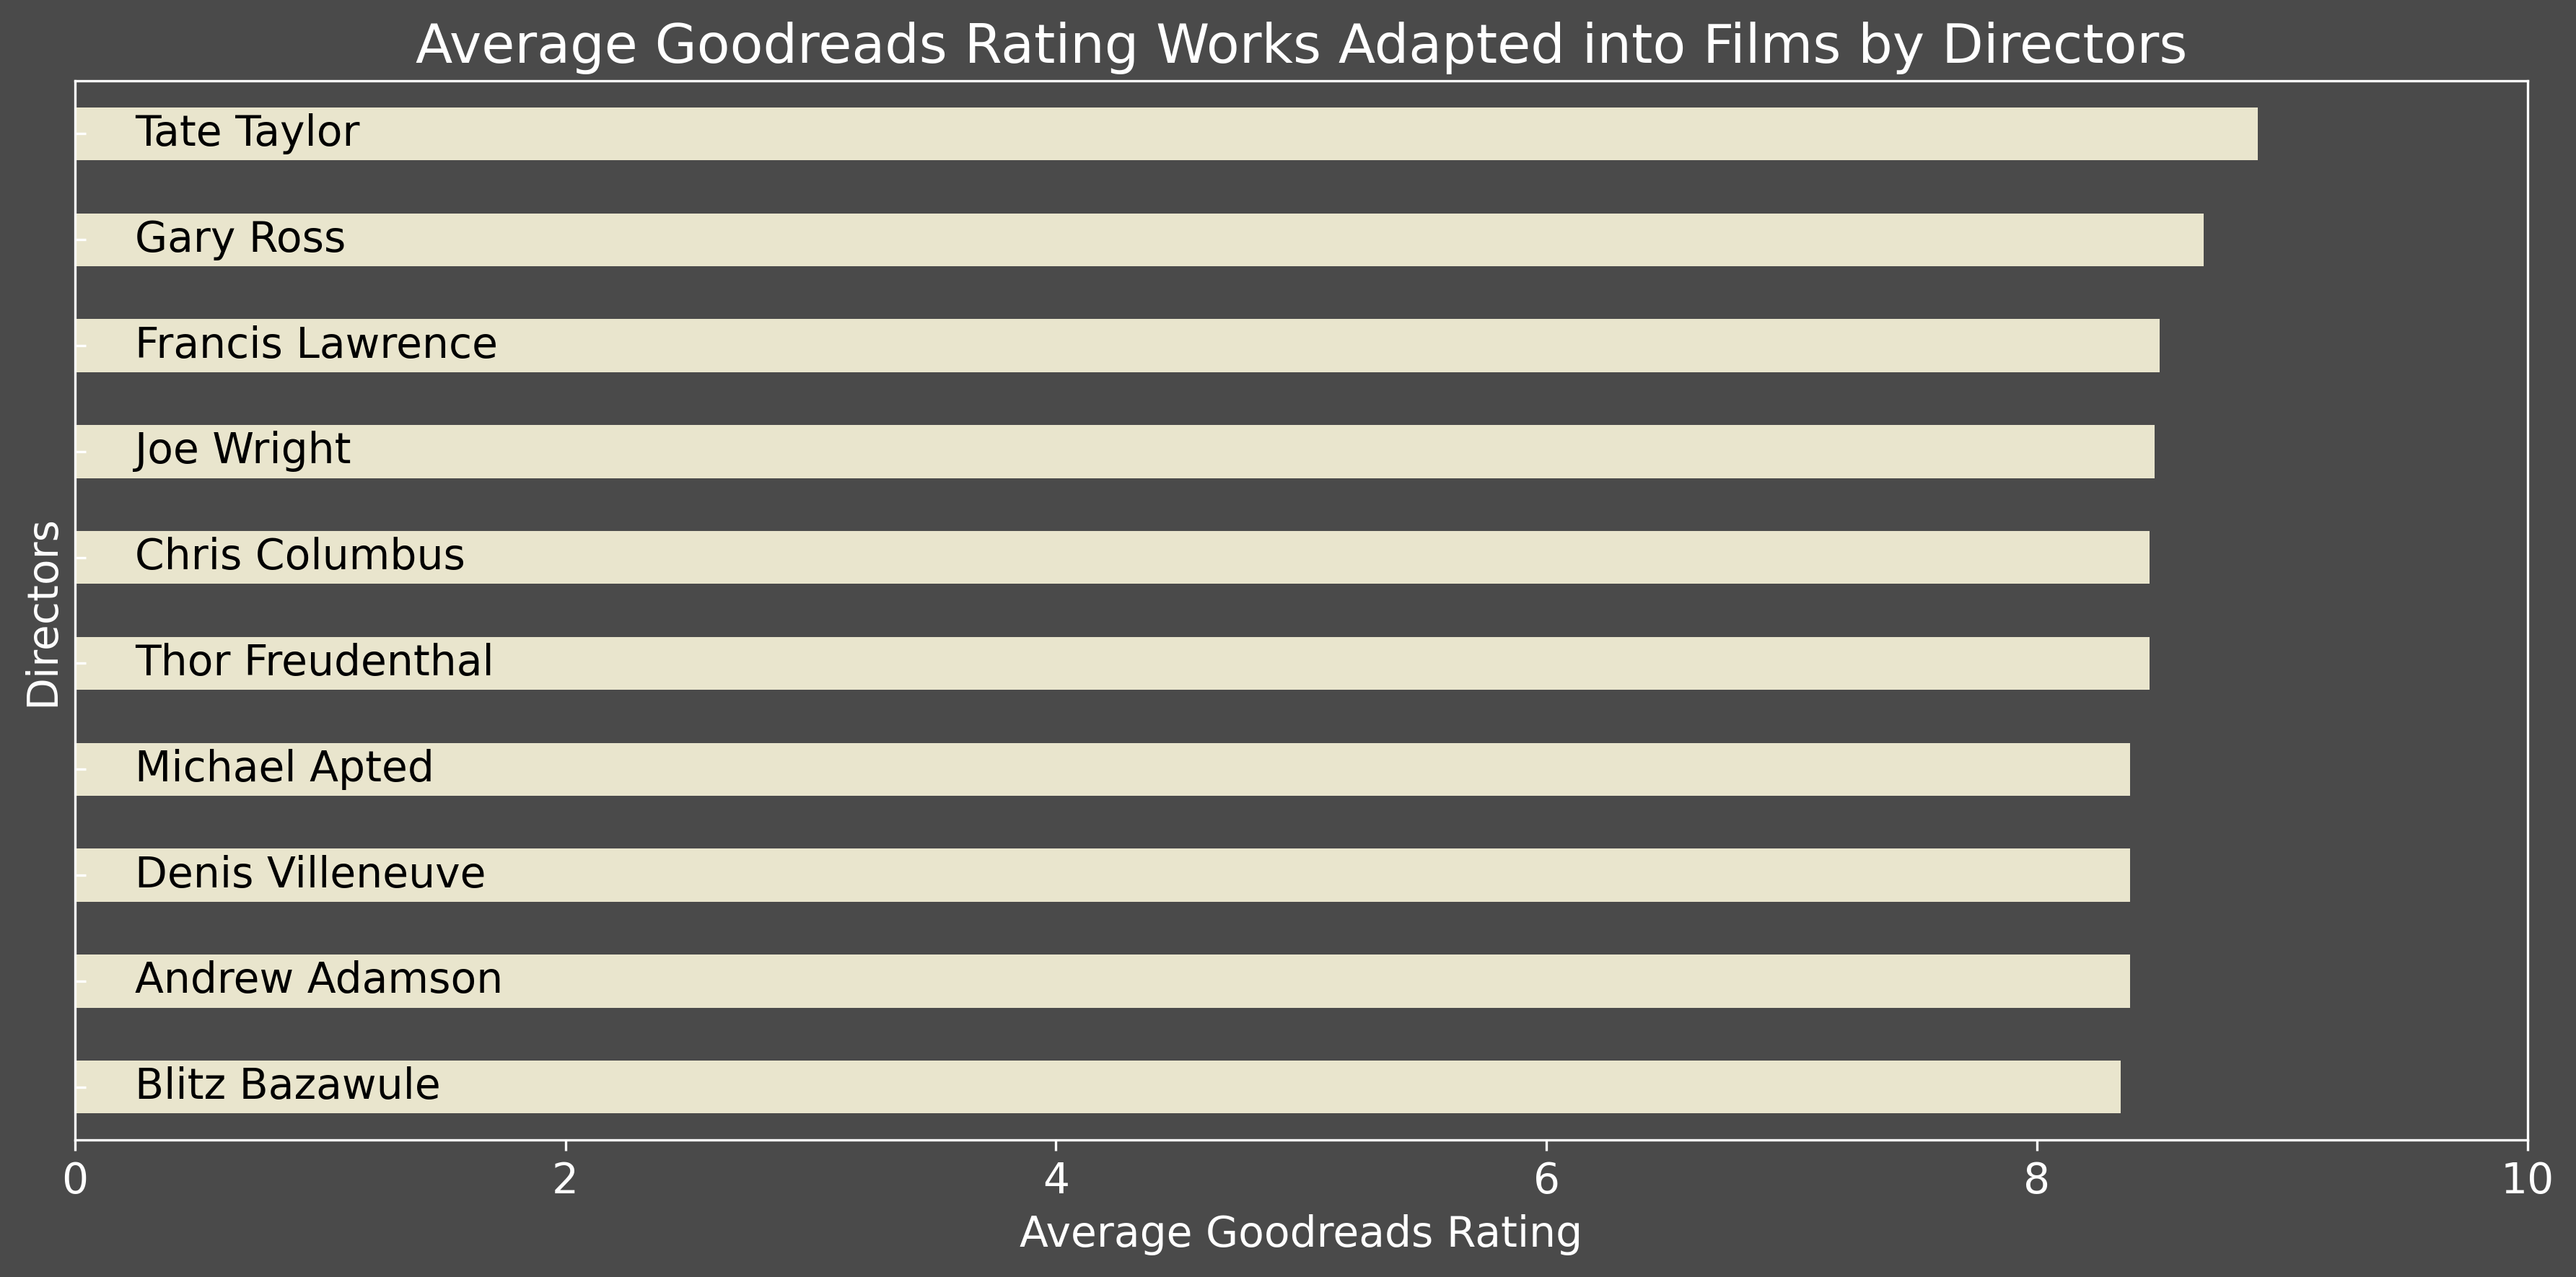 Average Goodreads Rating Works Adapted into Films by Directors
Tate Taylor
Gary Ross
Francis Lawrence
Joe Wright
Chris Columbus
Thor Freudenthal
Michael Apted
Denis Villeneuve
Andrew Adamson
Blitz Bazawule
Directors
0 2 4 6 8 10
Average Goodreads Rating